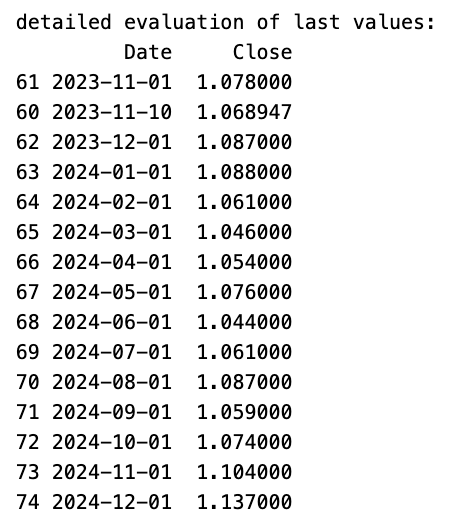 detailed evaluation of last values:
Date Close
61 2023-11-01 1.078000
60 2023-11-10 1.068947
62 2023-12-01 1.087000
63 2024-01-01 1.088000
64 2024-02-01 1.061000
65 2024-03-01 1.046000
66 2024-04-01 1.054000
67 2024-05-01 1.076000
68 2024-06-01 1.044000
69 2024-07-01 1.061000
70 2024-08-01 1.087000
71 2024-09-01 1.059000
72 2024-10-01 1.074000
73 2024-11-01 1.104000
74 2024-12-01 1.137000